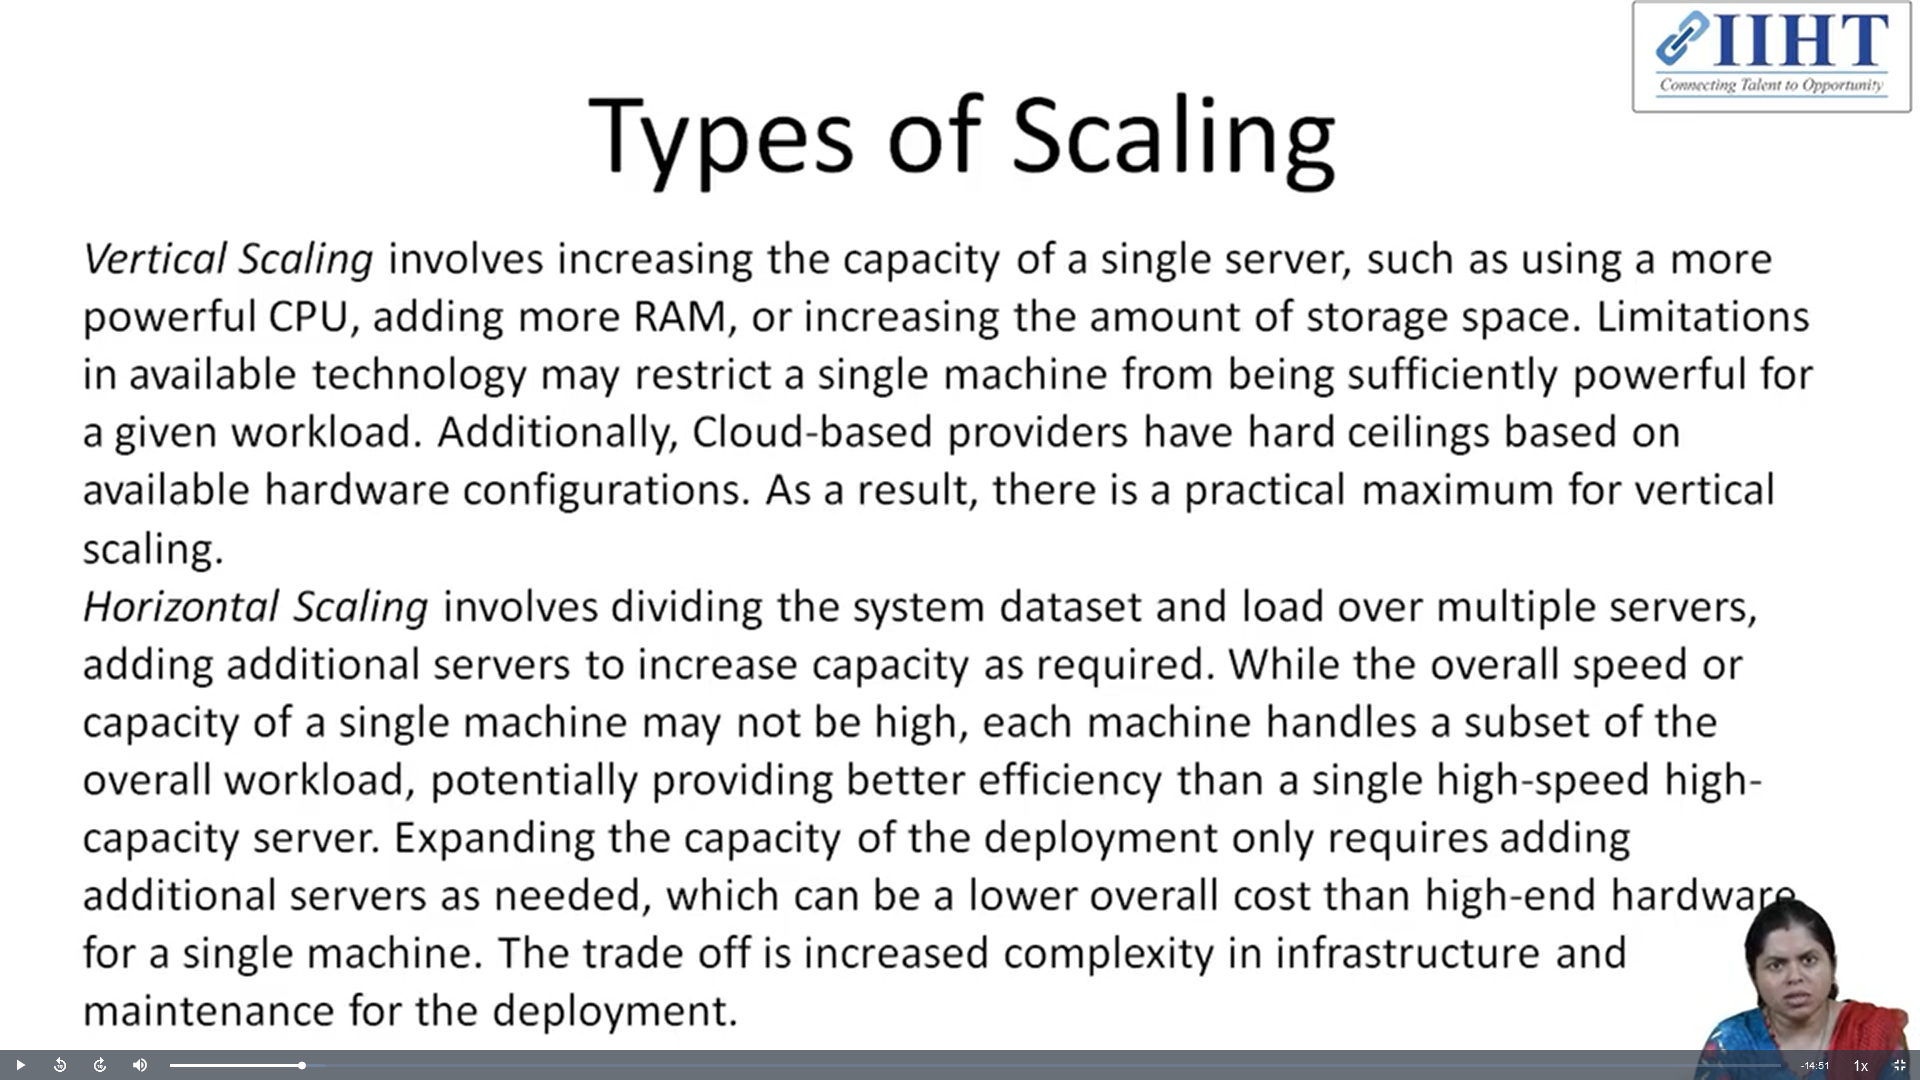 IIHT
Connecting Talent to Opportunity
Types of Scaling
Vertical Scaling involves increasing the capacity of a single server, such as using a more
powerful CPU, adding more RAM, or increasing the amount of storage space. Limitations
in available technology may restrict a single machine from being sufficiently powerful for
a given workload. Additionally, Cloud-based providers have hard ceilings based on
available hardware configurations. As a result, there is a practical maximum for vertical
scaling.
Horizontal Scaling involves dividing the system dataset and load over multiple servers,
adding additional servers to increase capacity as required. While the overall speed or
capacity of a single machine may not be high, each machine handles a subset of the
overall workload, potentially providing better efficiency than a single high-speed high-
capacity server. Expanding the capacity of the deployment only requires adding
additional servers as needed, which can be a lower overall cost than high-end hardware
for a single machine. The trade off is increased complexity in infrastructure and
maintenance for the deployment.
-14:51 1x